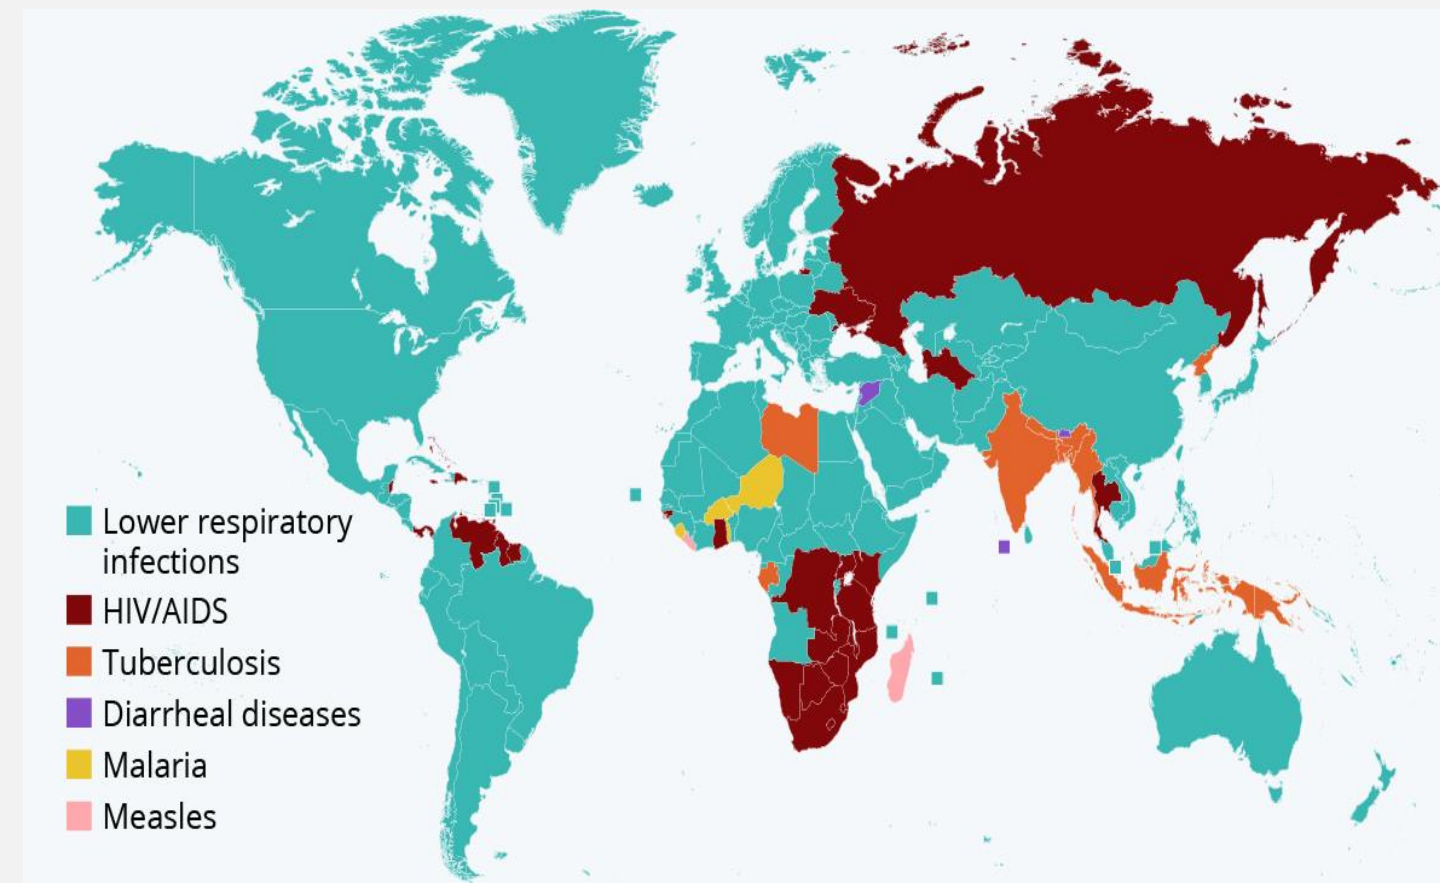 Lower respiratory
infections
HIV/AIDS
Tuberculosis
Diarrheal diseases
Malaria
Measles